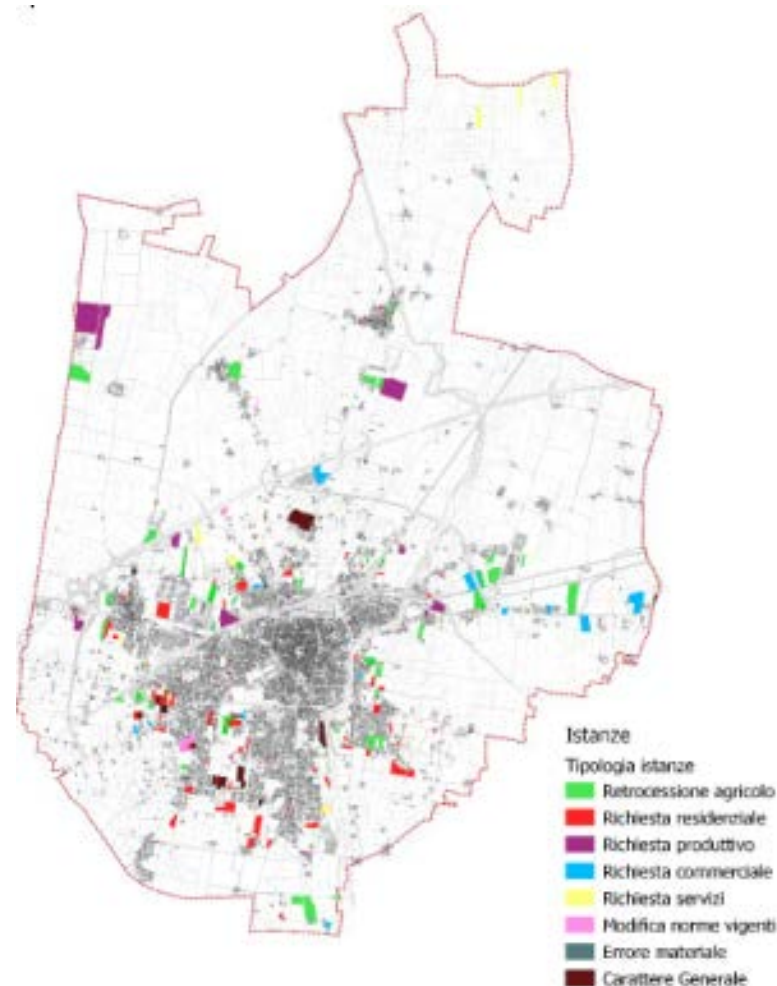 Istanze
Tipologia istanze
Retrocessione agricolo
Richiesta residenziale
Richiesta produttivo
Richiesta commerciale
Richiesta servizi
Modifica norme vigenti
Errore materiale
Carattere Generale